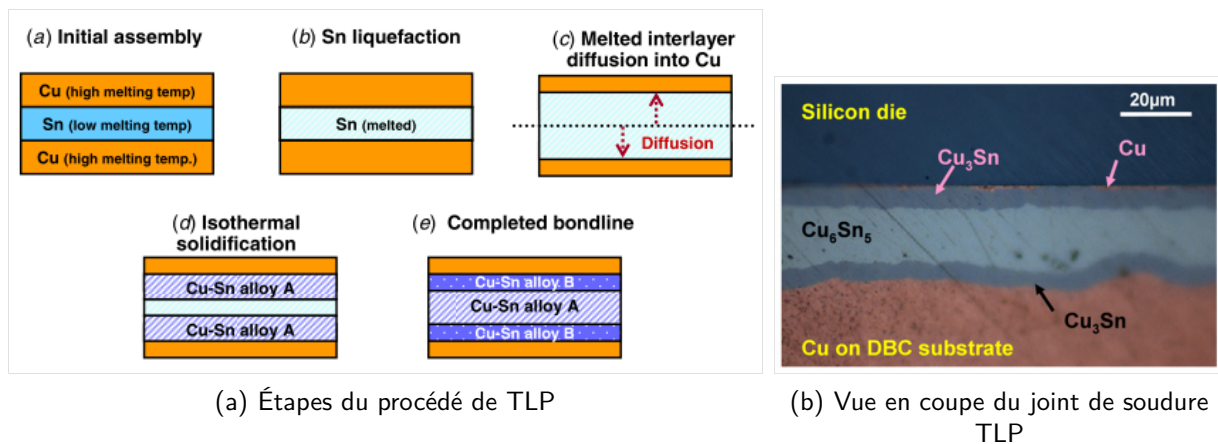 (a) Initial assembly
Cu (high melting temp)
Sn (low melting temp)
Cu (high melting temp.)
(b) Sn liquefaction
Sn (melted)
(c) Melted interlayer
diffusion into Cu
Diffusion
(d) Isothermal
solidification
Cu-Sn alloy A
Cu-Sn alloy A
(e) Completed bondline
Cu-Sn alloy B
Cu-Sn alloy A
Cu-Sn alloy B
(a) Étapes du procédé de TLP
Silicon die
20µm
Cu₃Sn
Cu
Cu₆Sn₅
Cu₃Sn
Cu on DBC substrate
(b) Vue en coupe du joint de soudure
TLP